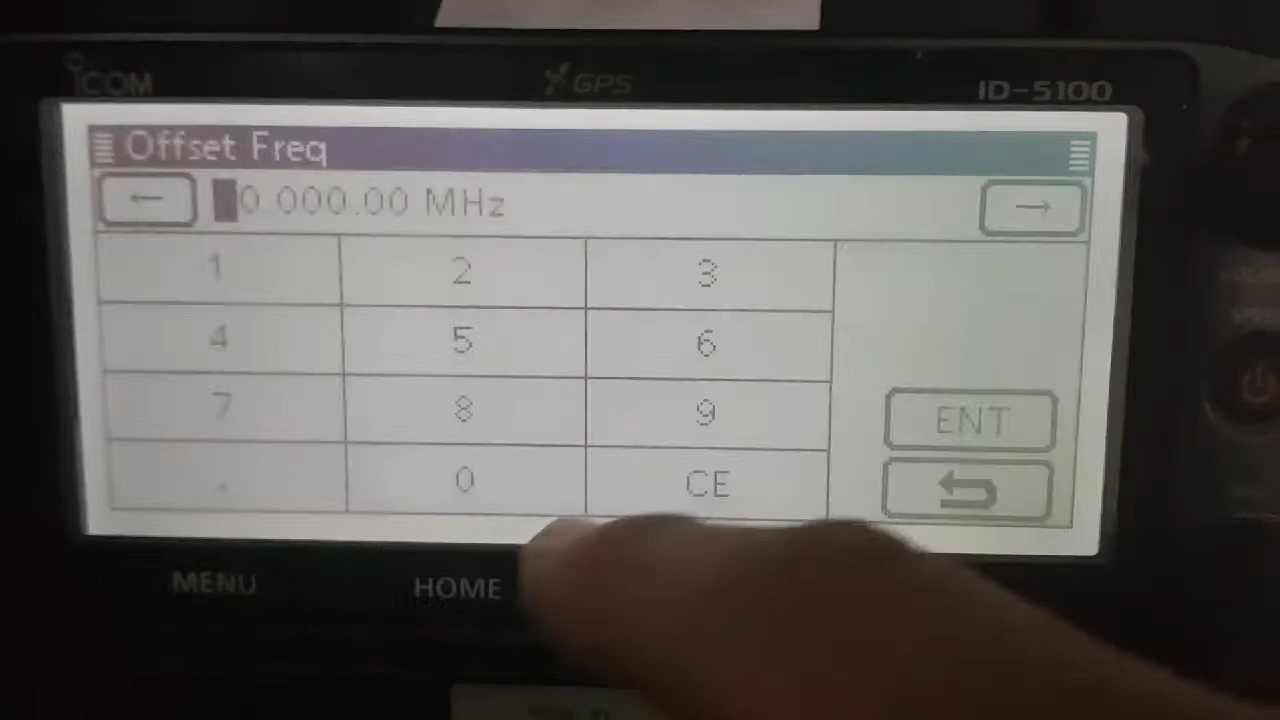 ICOM GPS ID-5100
Offset Freq
← 0.000.00 MHz →
1 2 3
4 5 6
7 8 9 ENT
. 0 CE
MENU HOME